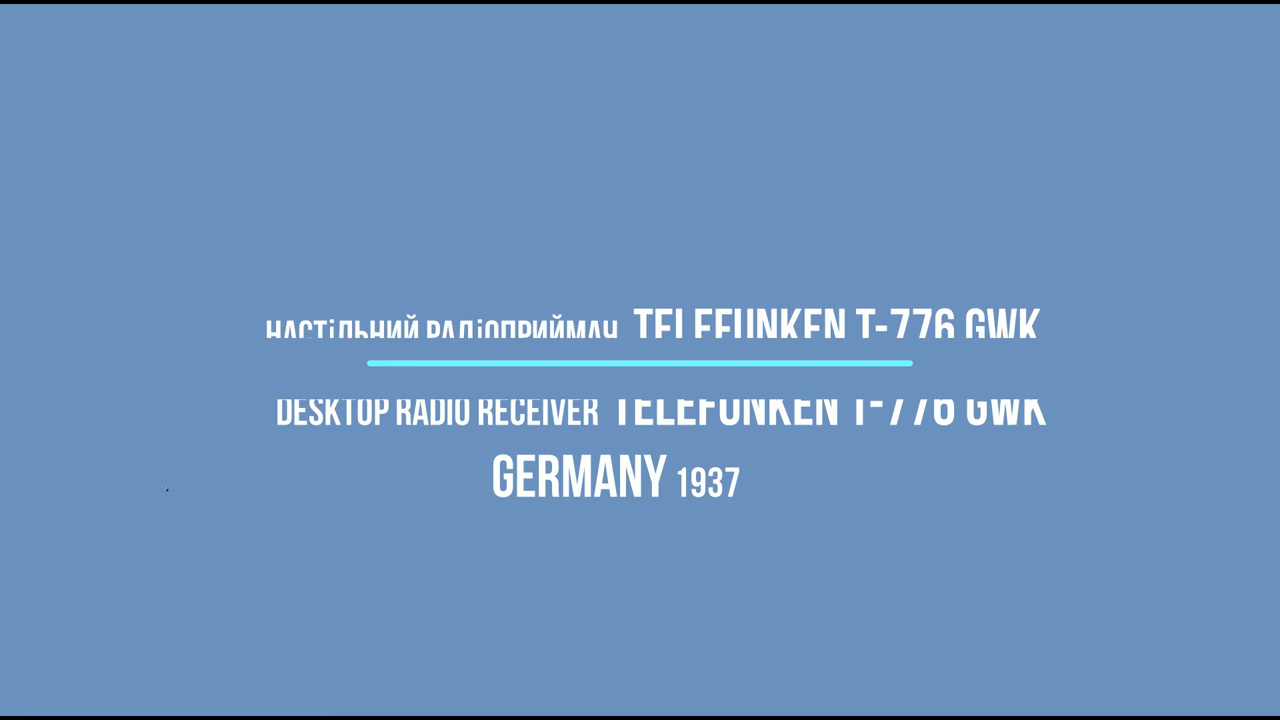 НАСТіЛЬНИЙ РАДіОПРИЙМАЧ TELEFUNKEN T-776 GWK
DESKTOP RADIO RECEIVER TELEFUNKEN T-776 GWK
GERMANY 1937